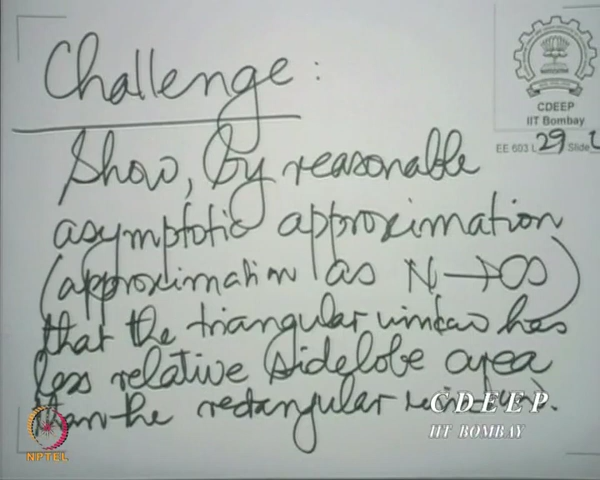 Challenge:
CDEEP
IIT Bombay
EE 603 L 29 Slide
Show, by reasonable
asymptotic approximation
(approximation as N→∞)
that the triangular window has
less relative sidelobe area
than the rectangular window.
CDEEP
IIT BOMBAY
NPTEL